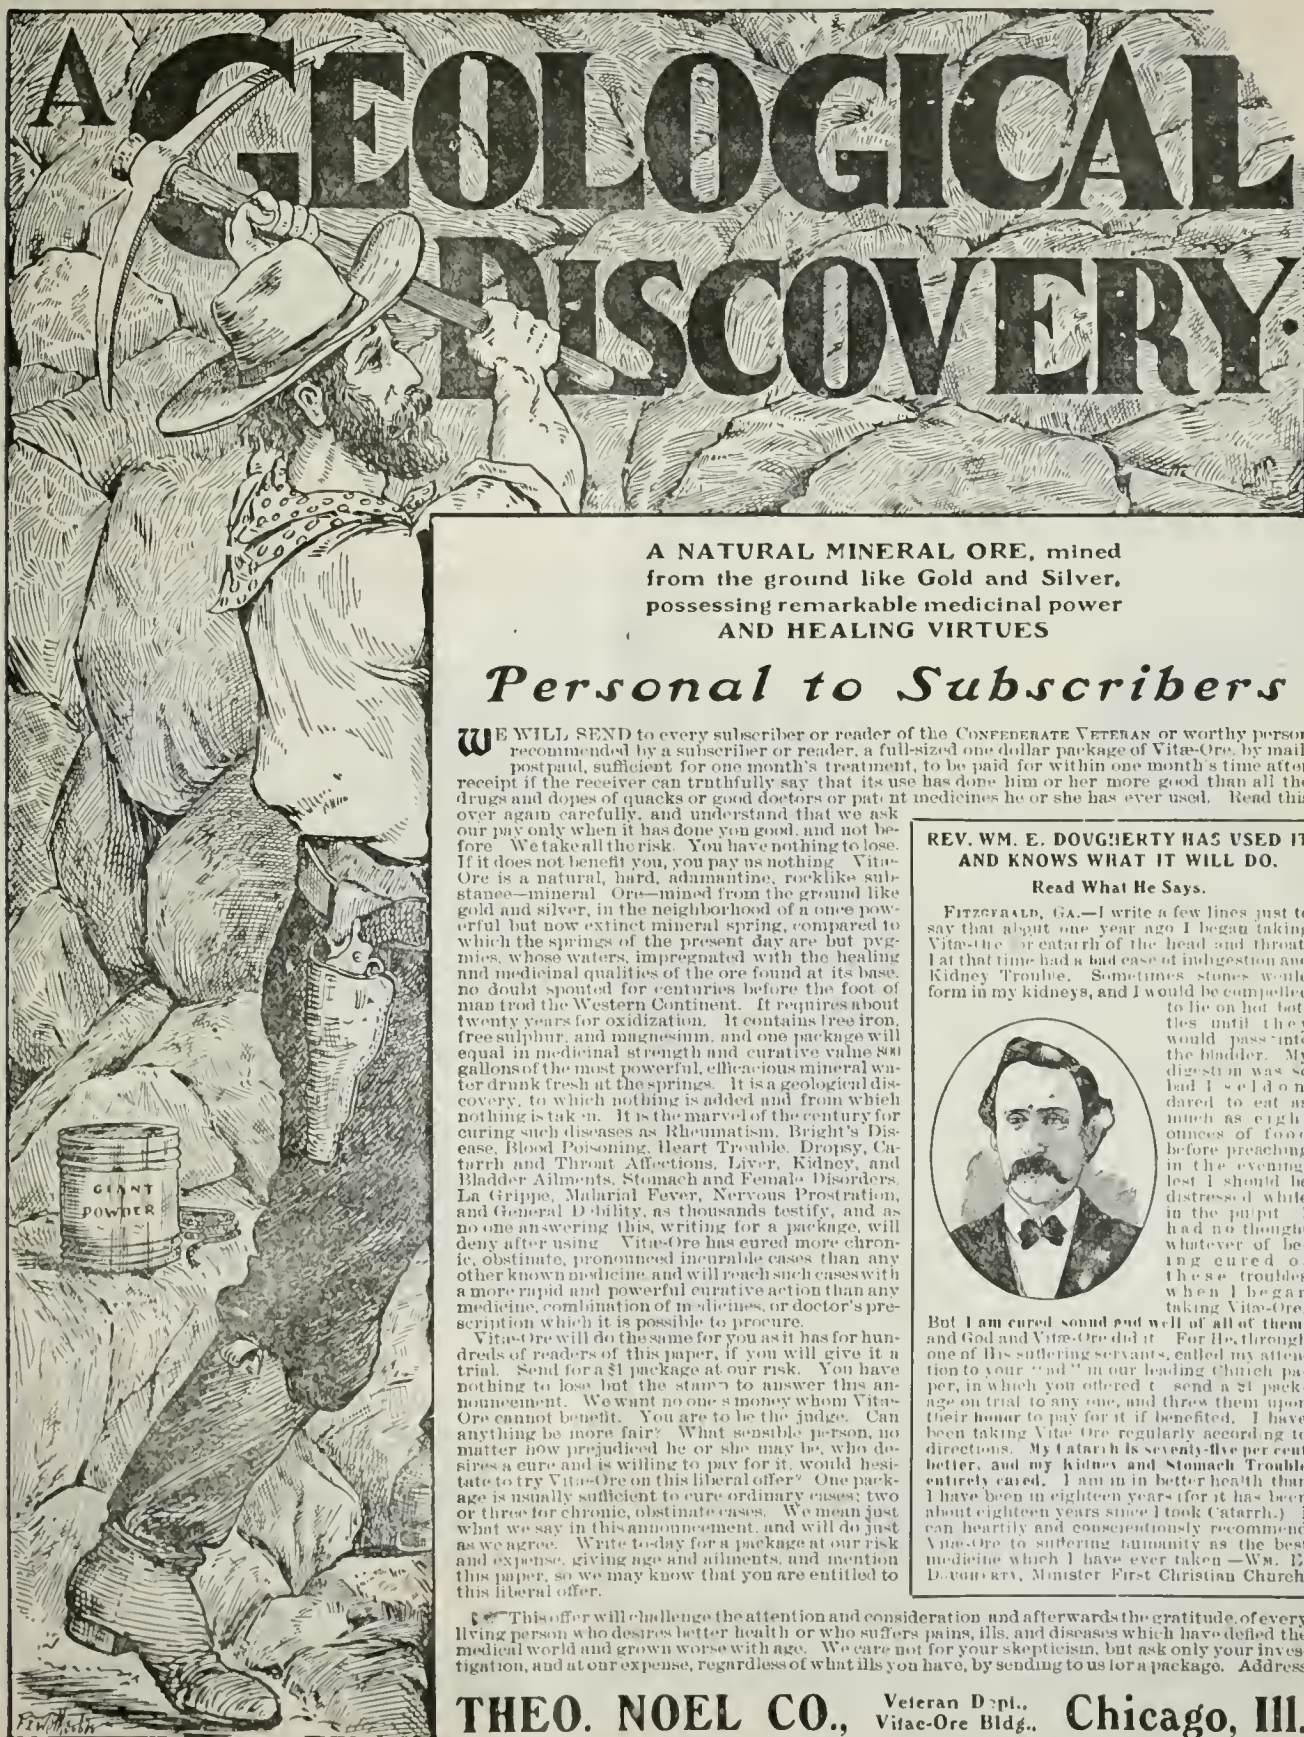 A GEOLOGICAL
DISCOVERY.
A NATURAL MINERAL ORE, mined
from the ground like Gold and Silver,
possessing remarkable medicinal power
AND HEALING VIRTUES
Personal to Subscribers
WE WILL SEND to every subscriber or reader of the CONFEDERATE VETERAN or worthy person
recommended by a subscriber or reader, a full-sized one dollar package of Vitæ-Ore, by mail
postpaid, sufficient for one month's treatment, to be paid for within one month's time after
receipt if the receiver can truthfully say that its use has done him or her more good than all the
drugs and dopes of quacks or good doctors or patent medicines he or she has ever used. Read this
over again carefully, and understand that we ask
our pay only when it has done you good, and not be-
fore We take all the risk. You have nothing to lose.
If it does not benefit you, you pay us nothing Vitæ-
Ore is a natural, hard, adamantine, rocklike sub-
stance—mineral Ore—mined from the ground like
gold and silver, in the neighborhood of a once pow-
erful but now extinct mineral spring, compared to
which the springs of the present day are but pyg-
mies, whose waters, impregnated with the healing
and medicinal qualities of the ore found at its base,
no doubt spouted for centuries before the foot of
man trod the Western Continent. It requires about
twenty years for oxidization. It contains free iron,
free sulphur, and magnesium, and one package will
equal in medicinal strength and curative value 800
gallons of the most powerful, efficacious mineral wa-
ter drunk fresh at the springs. It is a geological dis-
covery, to which nothing is added and from which
nothing is taken. It is the marvel of the century for
curing such diseases as Rheumatism, Bright's Dis-
ease, Blood Poisoning, Heart Trouble, Dropsy, Ca-
tarrh and Throat Affections, Liver, Kidney, and
Bladder Ailments, Stomach and Female Disorders,
La Grippe, Malarial Fever, Nervous Prostration,
and General Debility, as thousands testify, and as
no one answering this, writing for a package, will
deny after using Vitæ-Ore has cured more chron-
ic, obstinate, pronounced incurable cases than any
other known medicine and will reach such cases with
a more rapid and powerful curative action than any
medicine, combination of medicines, or doctor's pre-
scription which it is possible to procure.
Vitæ-Ore will do the same for you as it has for hun-
dreds of readers of this paper, if you will give it a
trial. Send for a $1 package at our risk. You have
nothing to lose but the stamp to answer this an-
nouncement. We want no one's money whom Vitæ-
Ore cannot benefit. You are to be the judge. Can
anything be more fair? What sensible person, no
matter how prejudiced he or she may be, who de-
sires a cure and is willing to pay for it, would hesi-
tate to try Vitæ-Ore on this liberal offer? One pack-
age is usually sufficient to cure ordinary cases; two
or three for chronic, obstinate cases. We mean just
what we say in this announcement, and will do just
as we agree. Write to-day for a package at our risk
and expense, giving age and ailments, and mention
this paper, so we may know that you are entitled to
this liberal offer.
REV. WM. E. DOUGHERTY HAS USED IT
AND KNOWS WHAT IT WILL DO.
Read What He Says.
FITZGERALD, GA.—I write a few lines just to
say that about one year ago I began taking
Vitæ-Ore for catarrh of the head and throat.
I at that time had a bad case of indigestion and
Kidney Trouble. Sometimes stones would
form in my kidneys, and I would be compelled
to lie on hot bot-
tles until they
would pass into
the bladder. My
digestion was so
bad I seldom
dared to eat as
much as eight
ounces of food
before preaching
in the evening,
lest I should be
distressed while
in the pulpit I
had no thought
whatever of be-
ing cured of
these troubles
when I began
taking Vitæ-Ore.
But I am cured sound and well of all of them,
and God and Vitæ-Ore did it For He, through
one of His suffering servants, called my atten-
tion to your "ad" in our leading Church pa-
per, in which you offered to send a $1 pack-
age on trial to any one, and threw them upon
their honor to pay for it if benefited. I have
been taking Vitæ Ore regularly according to
directions. My Catarrh is seventy-five per cent
better, and my Kidney and Stomach Trouble
entirely cured. I am in in better health than
I have been in eighteen years (for it has been
about eighteen years since I took Catarrh.) I
can heartily and conscientiously recommend
Vitæ-Ore to suffering humanity as the best
medicine which I have ever taken —WM. E.
DOUGHERTY, Minister First Christian Church.
This offer will challenge the attention and consideration and afterwards the gratitude, of every
living person who desires better health or who suffers pains, ills, and diseases which have defied the
medical world and grown worse with age. We care not for your skepticism, but ask only your inves-
tigation, and at our expense, regardless of what ills you have, by sending to us for a package. Address
THEO. NOEL CO., Veteran Dept., Vitae-Ore Bldg., Chicago, Ill.
GIANT
POWDER